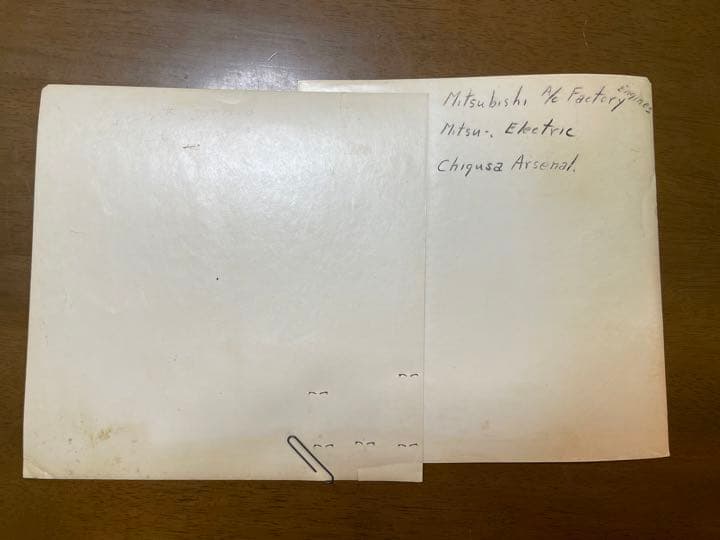 Mitsubishi A/c Factory Engines
Mitsu-. Electric
Chigusa Arsenal.